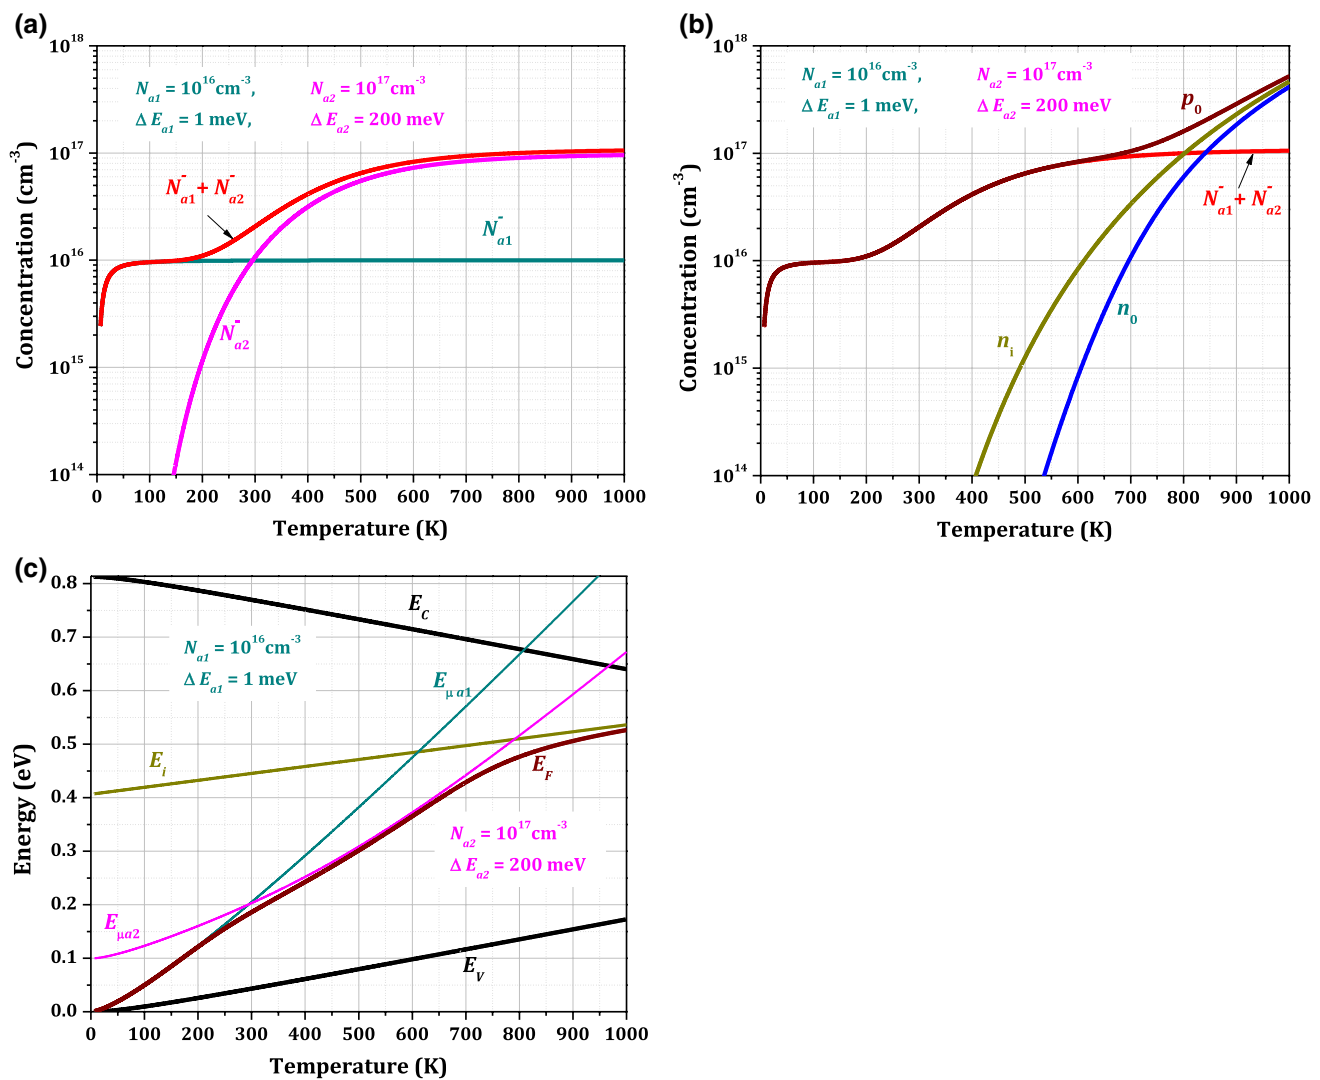 (a)
10^18
10^17
10^16
10^15
10^14
Concentration (cm^-3)
N_a1 = 10^16 cm^-3,
Δ E_a1 = 1 meV,
N_a2 = 10^17 cm^-3
Δ E_a2 = 200 meV
N^-_a1 + N^-_a2
N^-_a1
N^-_a2
0 100 200 300 400 500 600 700 800 900 1000
Temperature (K)
(b)
10^18
10^17
10^16
10^15
10^14
Concentration (cm^-3)
N_a1 = 10^16 cm^-3,
Δ E_a1 = 1 meV,
N_a2 = 10^17 cm^-3
Δ E_a2 = 200 meV
p_0
N^-_a1 + N^-_a2
n_i
n_0
0 100 200 300 400 500 600 700 800 900 1000
Temperature (K)
(c)
0.8
0.7
0.6
0.5
0.4
0.3
0.2
0.1
0.0
Energy (eV)
E_C
N_a1 = 10^16 cm^-3
Δ E_a1 = 1 meV
E_μa1
E_i
E_F
N_a2 = 10^17 cm^-3
Δ E_a2 = 200 meV
E_μa2
E_V
0 100 200 300 400 500 600 700 800 900 1000
Temperature (K)